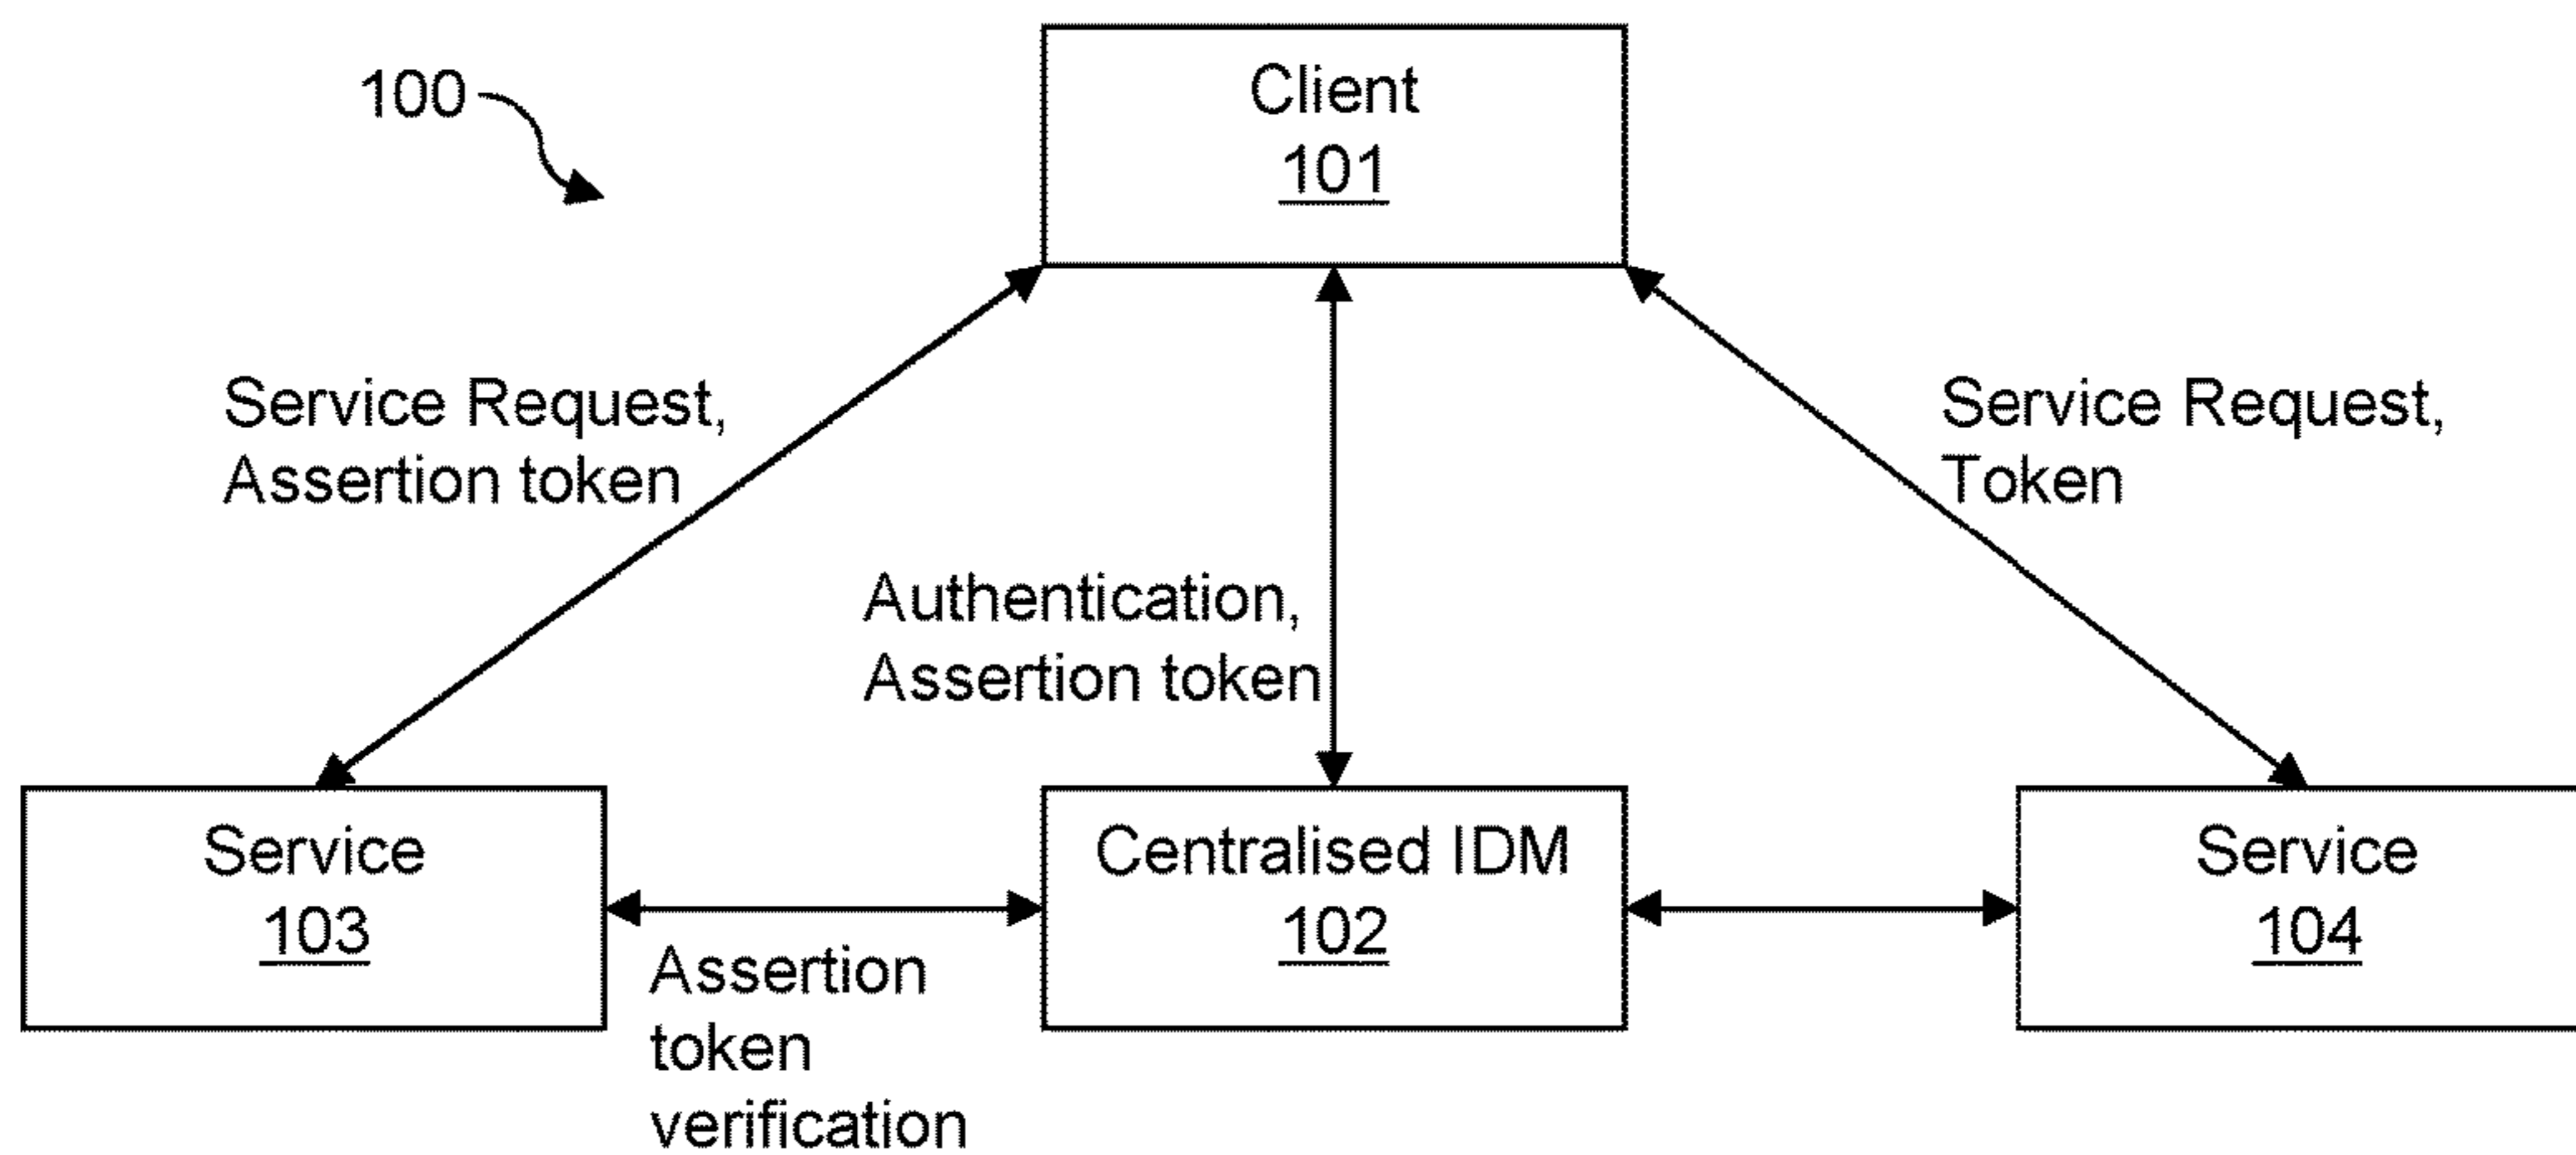 100
Client
101
Service Request,
Assertion token
Service Request,
Token
Authentication,
Assertion token
Service
103
Centralised IDM
102
Service
104
Assertion
token
verification